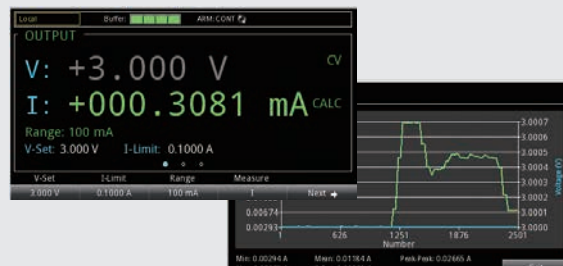 Local Buffer: ARM:CONT
OUTPUT
V: +3.000 V CV
I: +000.3081 mA CALC
Range: 100 mA
V-Set: 3.000 V I-Limit: 0.1000 A
V-Set I-Limit Range Measure
3.000 V 0.1000 A 100 mA I Next
3.0007
3.0006
3.0005
3.0004
3.0003
3.0002
0.00674 3.0001
0.00293 3.0000
Voltage (V)
1 626 1251 1876 2501
Number
Min: 0.00294 A Mean: 0.01184 A Peak-Peak: 0.02665 A